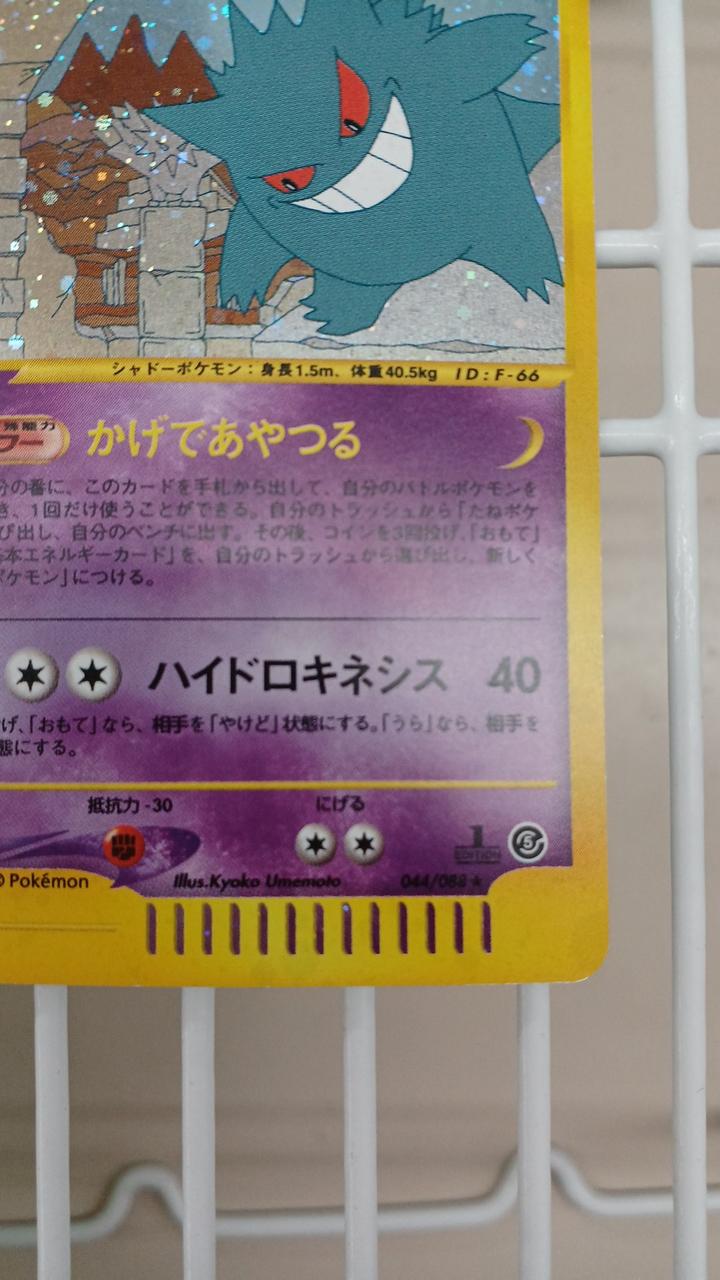 シャドーポケモン：身長1.5m、体重40.5kg ID:F-66
殊能力
ワー
かげであやつる
分の番に、このカードを手札から出して、自分のバトルポケモンを
き、1回だけ使うことができる。自分のトラッシュから「たねポケ
び出し、自分のベンチに出す。その後、コインを3回投げ、「おもて」
基本エネルギーカード」を、自分のトラッシュから選び出し、新しく
ポケモン」につける。
ハイドロキネシス 40
げ、「おもて」なら、相手を「やけど」状態にする。「うら」なら、相手を
態にする。
抵抗力 -30 にげる
1 EDITION
© Pokémon Illus.Kyoko Umemoto 044/088 ★